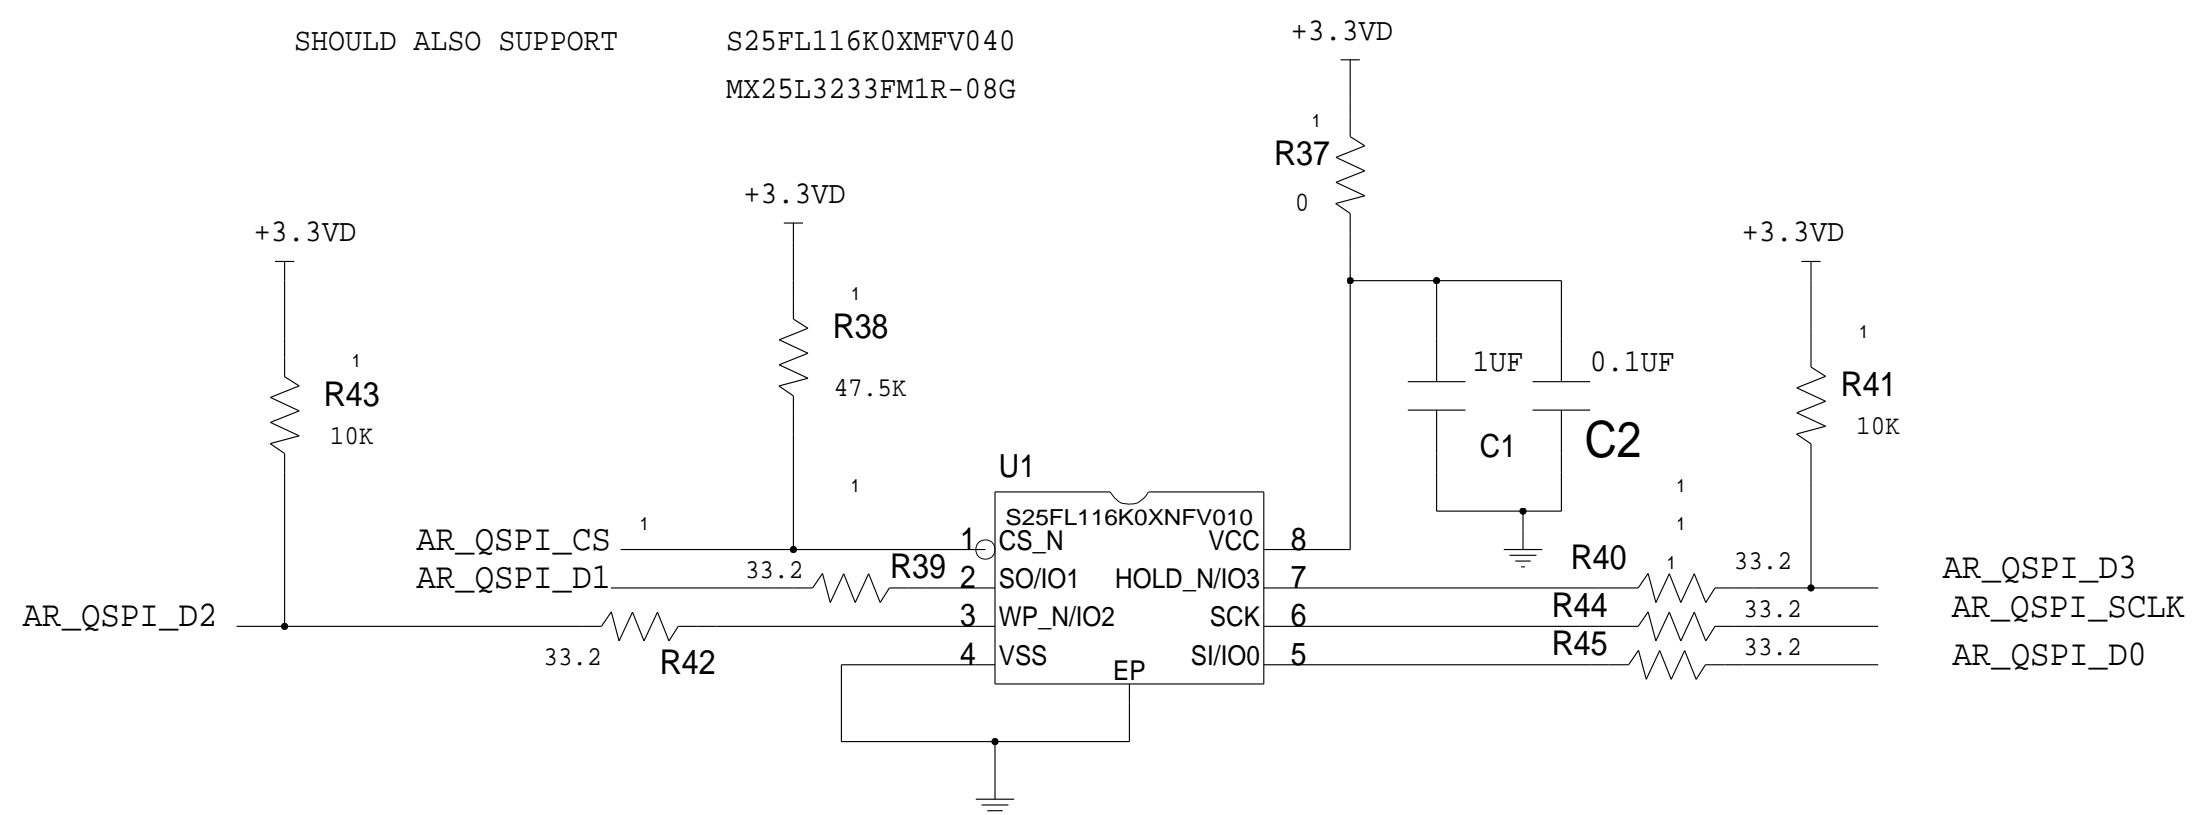 SHOULD ALSO SUPPORT S25FL116K0XMFV040
MX25L3233FM1R-08G
+3.3VD
1
R37
0
+3.3VD
1
R38
47.5K
+3.3VD
1
R43
10K
+3.3VD
1
R41
10K
1UF 0.1UF
C1 C2
U1
S25FL116K0XNFV010
1
1
AR_QSPI_CS 1 CS_N VCC 8
AR_QSPI_D1 33.2 R39 2 SO/IO1 HOLD_N/IO3 7
AR_QSPI_D2 33.2 R42 3 WP_N/IO2 SCK 6
4 VSS SI/IO0 5
EP
1
1
R40 1 33.2 AR_QSPI_D3
R44 33.2 AR_QSPI_SCLK
R45 33.2 AR_QSPI_D0